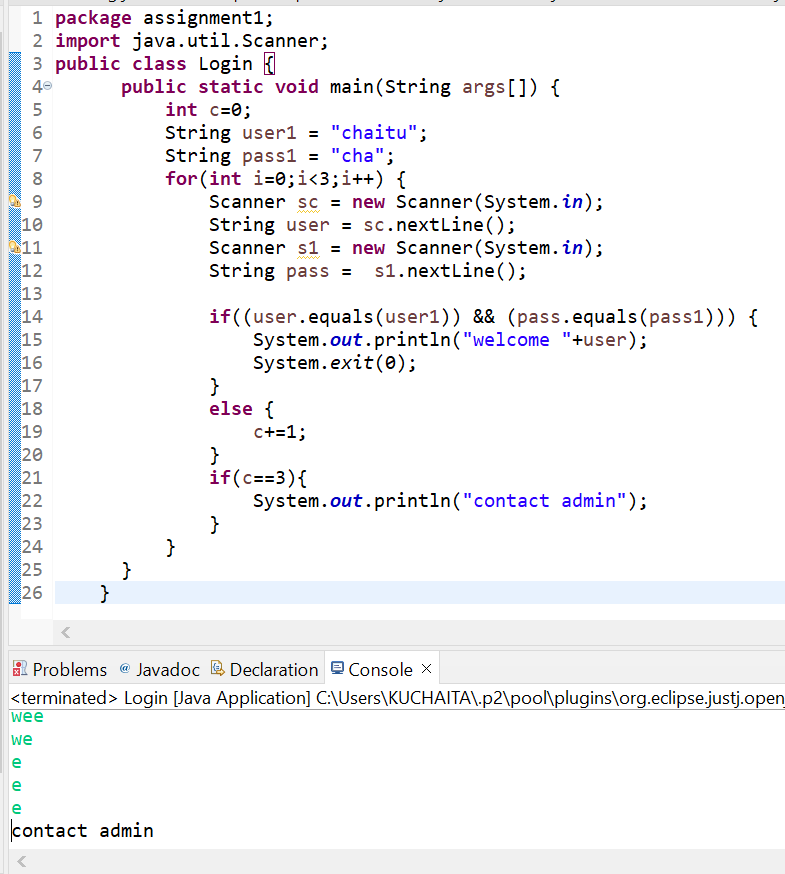 1 package assignment1;
2 import java.util.Scanner;
3 public class Login {
4 public static void main(String args[]) {
5 int c=0;
6 String user1 = "chaitu";
7 String pass1 = "cha";
8 for(int i=0;i<3;i++) {
9 Scanner sc = new Scanner(System.in);
10 String user = sc.nextLine();
11 Scanner s1 = new Scanner(System.in);
12 String pass =  s1.nextLine();
13
14 if((user.equals(user1)) && (pass.equals(pass1))) {
15 System.out.println("welcome "+user);
16 System.exit(0);
17 }
18 else {
19 c+=1;
20 }
21 if(c==3){
22 System.out.println("contact admin");
23 }
24 }
25 }
26 }
Problems @ Javadoc Declaration Console
<terminated> Login [Java Application] C:\Users\KUCHAITA\.p2\pool\plugins\org.eclipse.justj.open
wee
we
e
e
e
contact admin